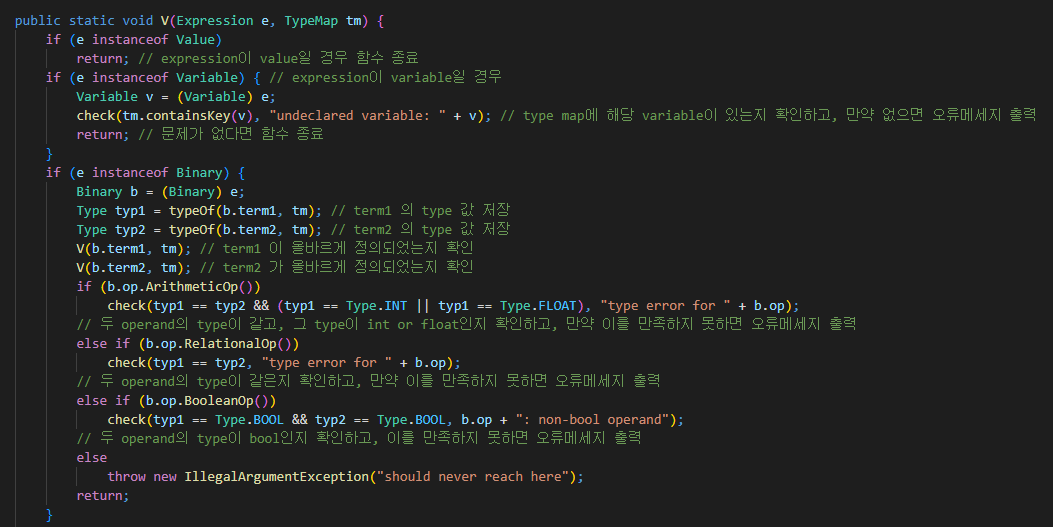 public static void V(Expression e, TypeMap tm) {
if (e instanceof Value)
return; // expression이 value일 경우 함수 종료
if (e instanceof Variable) { // expression이 variable일 경우
Variable v = (Variable) e;
check(tm.containsKey(v), "undeclared variable: " + v); // type map에 해당 variable이 있는지 확인하고, 만약 없으면 오류메세지 출력
return; // 문제가 없다면 함수 종료
}
if (e instanceof Binary) {
Binary b = (Binary) e;
Type typ1 = typeOf(b.term1, tm); // term1 의 type 값 저장
Type typ2 = typeOf(b.term2, tm); // term2 의 type 값 저장
V(b.term1, tm); // term1 이 올바르게 정의되었는지 확인
V(b.term2, tm); // term2 가 올바르게 정의되었는지 확인
if (b.op.ArithmeticOp())
check(typ1 == typ2 && (typ1 == Type.INT || typ1 == Type.FLOAT), "type error for " + b.op);
// 두 operand의 type이 같고, 그 type이 int or float인지 확인하고, 만약 이를 만족하지 못하면 오류메세지 출력
else if (b.op.RelationalOp())
check(typ1 == typ2, "type error for " + b.op);
// 두 operand의 type이 같은지 확인하고, 만약 이를 만족하지 못하면 오류메세지 출력
else if (b.op.BooleanOp())
check(typ1 == Type.BOOL && typ2 == Type.BOOL, b.op + ": non-bool operand");
// 두 operand의 type이 bool인지 확인하고, 이를 만족하지 못하면 오류메세지 출력
else
throw new IllegalArgumentException("should never reach here");
return;
}